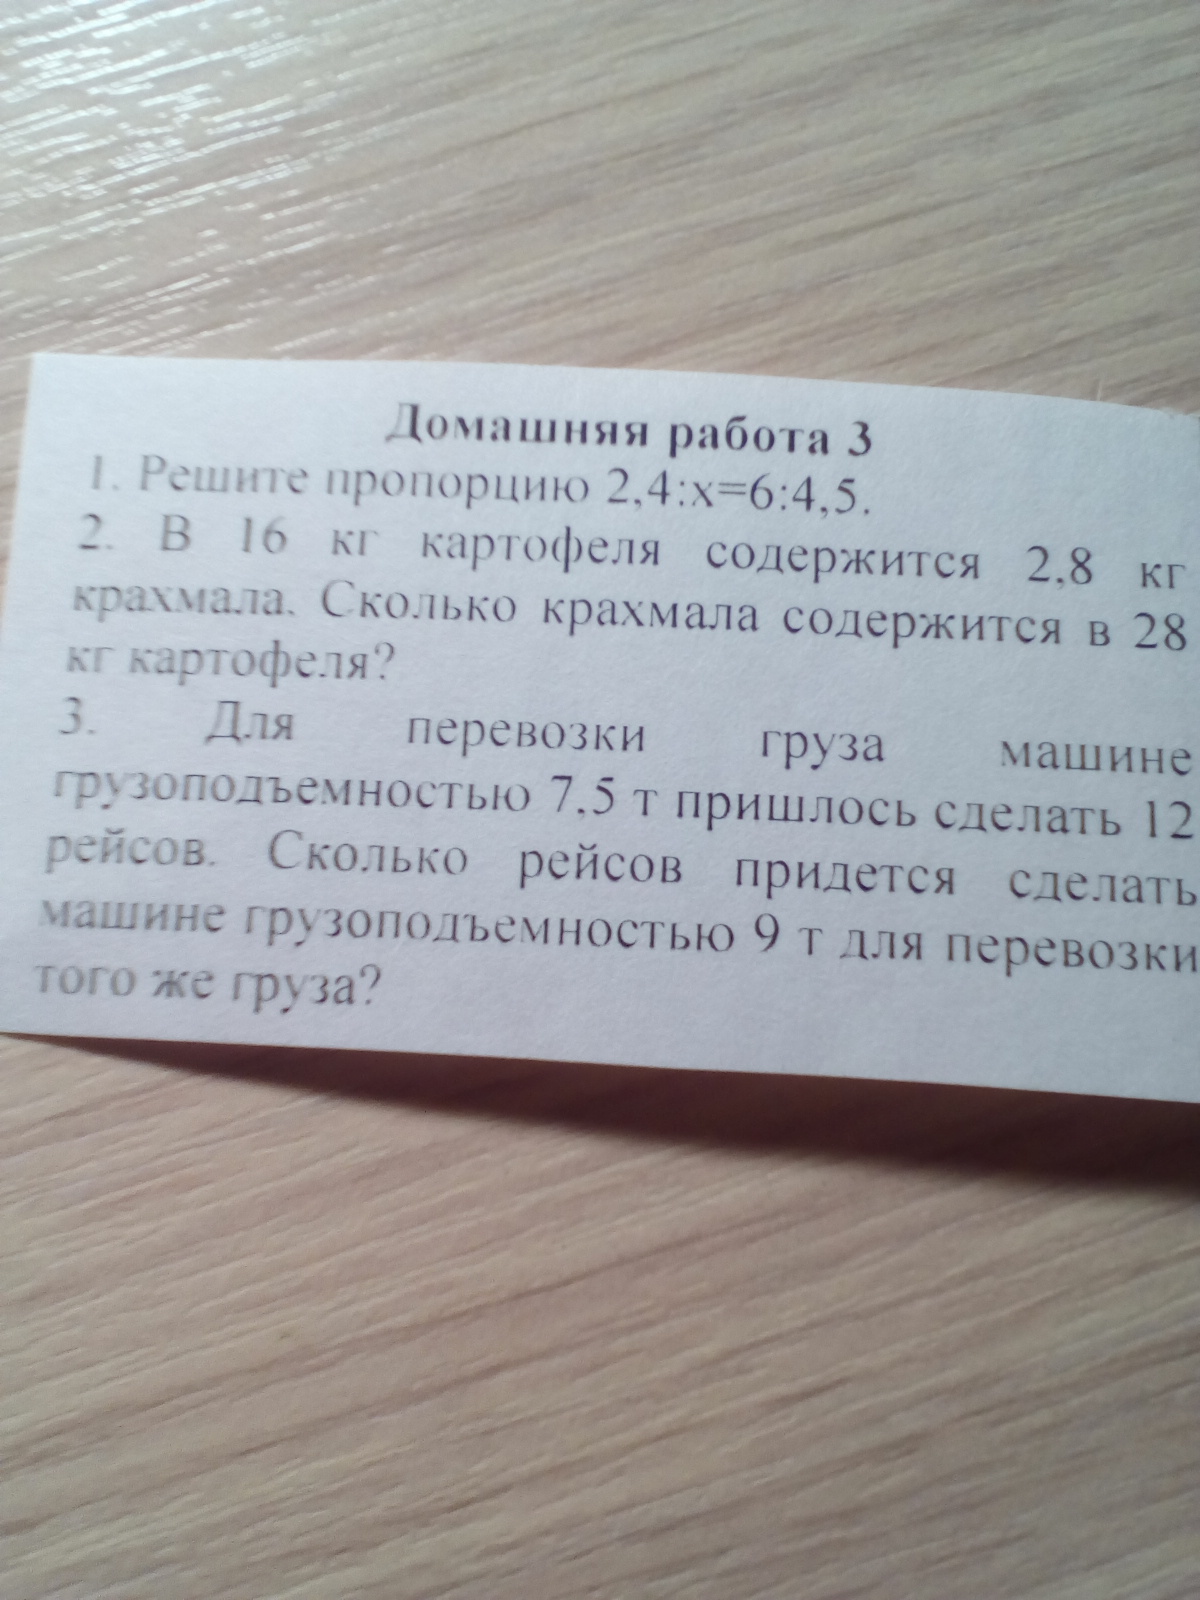 Домашняя работа 3
1. Решите пропорцию 2,4:х=6:4,5.
2. В 16 кг картофеля содержится 2,8 кг
крахмала. Сколько крахмала содержится в 28
кг картофеля?
3. Для перевозки груза машине
грузоподъемностью 7,5 т пришлось сделать 12
рейсов. Сколько рейсов придется сделать
машине грузоподъемностью 9 т для перевозки
того же груза?